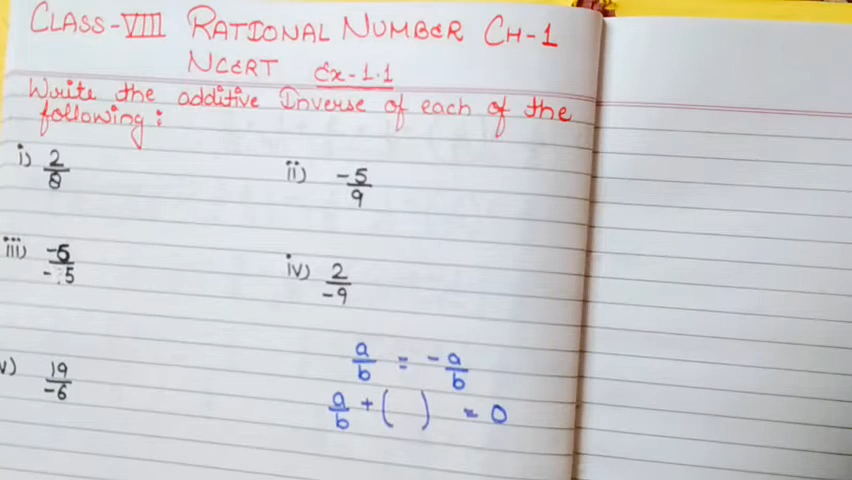 CLASS-VIII RATIONAL NUMBER CH-1
NCERT Ex-1.1
Write the additive Inverse of each of the
following:
i) 2/8 ii) -5/9
iii) -6/-5 iv) 2/-9
v) 19/-6
a/b = -a/b
a/b + ( ) = 0